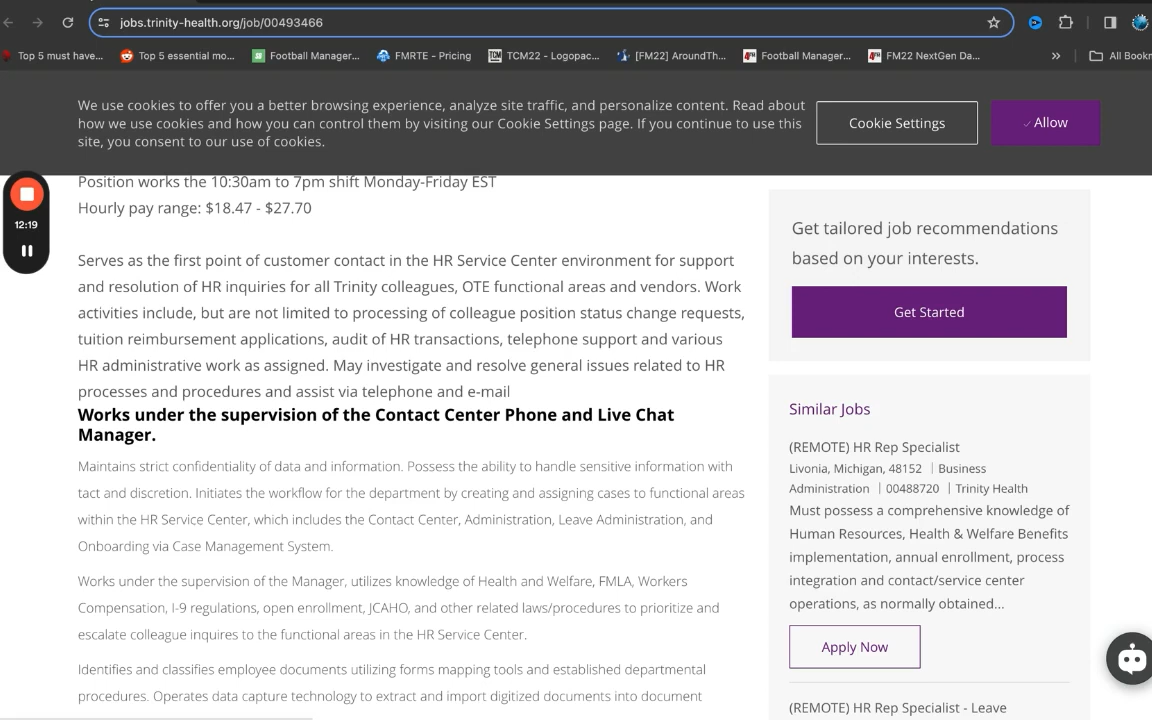 jobs.trinity-health.org/job/00493466
Top 5 must have...
Top 5 essential mo...
Football Manager...
FMRTE - Pricing
TCM22 - Logopac...
[FM22] AroundTh...
Football Manager...
FM22 NextGen Da...
»
All Bookm
We use cookies to offer you a better browsing experience, analyze site traffic, and personalize content. Read about
how we use cookies and how you can control them by visiting our Cookie Settings page. If you continue to use this
site, you consent to our use of cookies.
Cookie Settings
Allow
12:19
Position works the 10:30am to 7pm shift Monday-Friday EST
Hourly pay range: $18.47 - $27.70
Serves as the first point of customer contact in the HR Service Center environment for support
and resolution of HR inquiries for all Trinity colleagues, OTE functional areas and vendors. Work
activities include, but are not limited to processing of colleague position status change requests,
tuition reimbursement applications, audit of HR transactions, telephone support and various
HR administrative work as assigned. May investigate and resolve general issues related to HR
processes and procedures and assist via telephone and e-mail
Works under the supervision of the Contact Center Phone and Live Chat
Manager.
Maintains strict confidentiality of data and information. Possess the ability to handle sensitive information with
tact and discretion. Initiates the workflow for the department by creating and assigning cases to functional areas
within the HR Service Center, which includes the Contact Center, Administration, Leave Administration, and
Onboarding via Case Management System.
Works under the supervision of the Manager, utilizes knowledge of Health and Welfare, FMLA, Workers
Compensation, I-9 regulations, open enrollment, JCAHO, and other related laws/procedures to prioritize and
escalate colleague inquires to the functional areas in the HR Service Center.
Identifies and classifies employee documents utilizing forms mapping tools and established departmental
procedures. Operates data capture technology to extract and import digitized documents into document
Get tailored job recommendations
based on your interests.
Get Started
Similar Jobs
(REMOTE) HR Rep Specialist
Livonia, Michigan, 48152 | Business
Administration | 00488720 | Trinity Health
Must possess a comprehensive knowledge of
Human Resources, Health & Welfare Benefits
implementation, annual enrollment, process
integration and contact/service center
operations, as normally obtained...
Apply Now
(REMOTE) HR Rep Specialist - Leave